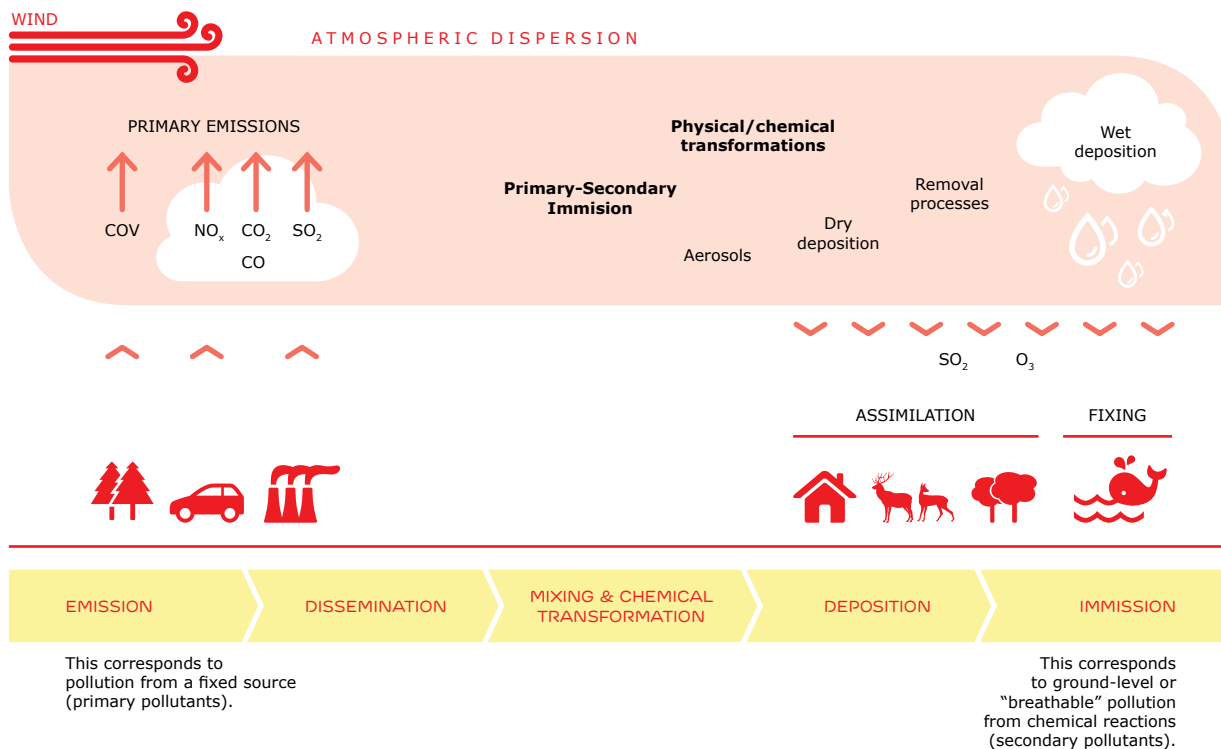 WIND
ATMOSPHERIC DISPERSION
PRIMARY EMISSIONS
COV
NOₓ
CO₂
SO₂
CO
Physical/chemical
transformations
Primary-Secondary
Immision
Aerosols
Dry
deposition
Removal
processes
Wet
deposition
SO₂
O₃
ASSIMILATION
FIXING
EMISSION
DISSEMINATION
MIXING & CHEMICAL
TRANSFORMATION
DEPOSITION
IMMISSION
This corresponds to
pollution from a fixed source
(primary pollutants).
This corresponds
to ground-level or
“breathable” pollution
from chemical reactions
(secondary pollutants).